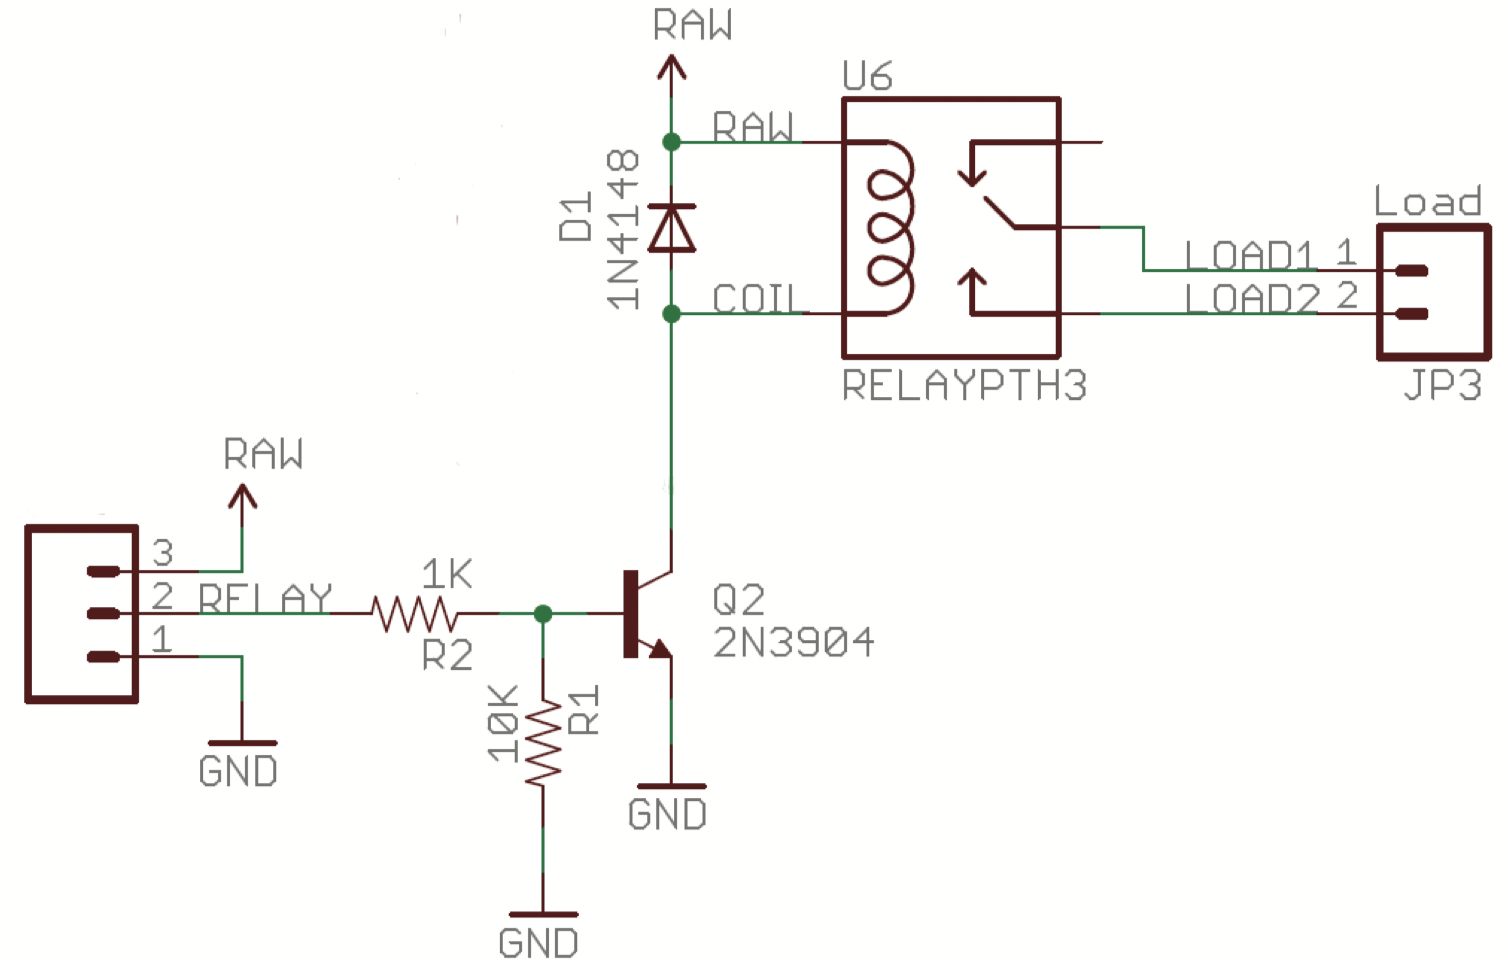 RAW
U6
RAW
D1
1N4148
COIL
RELAYPTH3
Load
LOAD1 1
LOAD2 2
JP3
RAW
3
2 RELAY
1
GND
1K
R2
10K
R1
GND
Q2
2N3904
GND